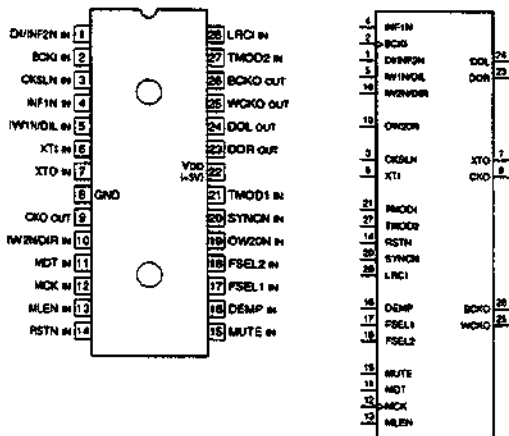 DI/INF2N IN 1
BCKI IN 2
CKSLN IN 3
INF1N IN 4
IW1N/DIL IN 5
XTI IN 6
XTO IN 7
8 GND
CKO OUT 9
IW2N/DIR IN 10
MDT IN 11
MCK IN 12
MLEN IN 13
RSTN IN 14
28 LRCI IN
27 TMOD2 IN
26 BCKO OUT
25 WCKO OUT
24 DOL OUT
23 DOR OUT
VDD (+5V) 22
21 TMOD1 IN
20 SYNCN IN
19 OW20N IN
18 FSEL2 IN
17 FSEL1 IN
16 DEMP IN
15 MUTE IN
4 INF1N
2 BCKI
1 DI/INF2N
5 IW1N/DIL
10 IW2N/DIR
19 OW20N
3 CKSLN
6 XTI
21 TMOD1
27 TMOD2
14 RSTN
20 SYNCN
28 LRCI
16 DEMP
17 FSEL1
18 FSEL2
15 MUTE
11 MDT
12 MCK
13 MLEN
DOL 24
DOR 23
XTO 7
CKO 9
BCKO 26
WCKO 25